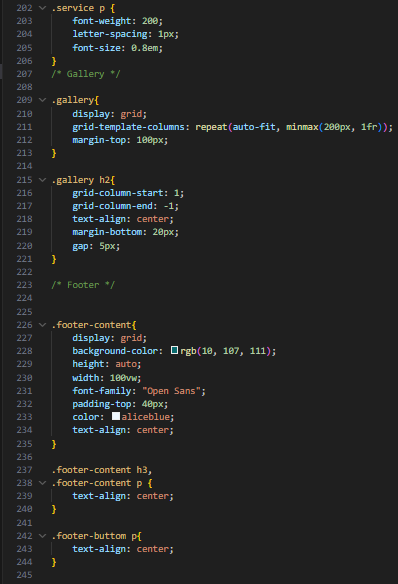 202 .service p {
203 font-weight: 200;
204 letter-spacing: 1px;
205 font-size: 0.8em;
206 }
207 /* Gallery */
208
209 .gallery{
210 display: grid;
211 grid-template-columns: repeat(auto-fit, minmax(200px, 1fr));
212 margin-top: 100px;
213 }
214
215 .gallery h2{
216 grid-column-start: 1;
217 grid-column-end: -1;
218 text-align: center;
219 margin-bottom: 20px;
220 gap: 5px;
221 }
222
223 /* Footer */
224
225
226 .footer-content{
227 display: grid;
228 background-color: rgb(10, 107, 111);
229 height: auto;
230 width: 100vw;
231 font-family: "Open Sans";
232 padding-top: 40px;
233 color: aliceblue;
234 text-align: center;
235 }
236
237 .footer-content h3,
238 .footer-content p {
239 text-align: center;
240 }
241
242 .footer-buttom p{
243 text-align: center;
244 }
245